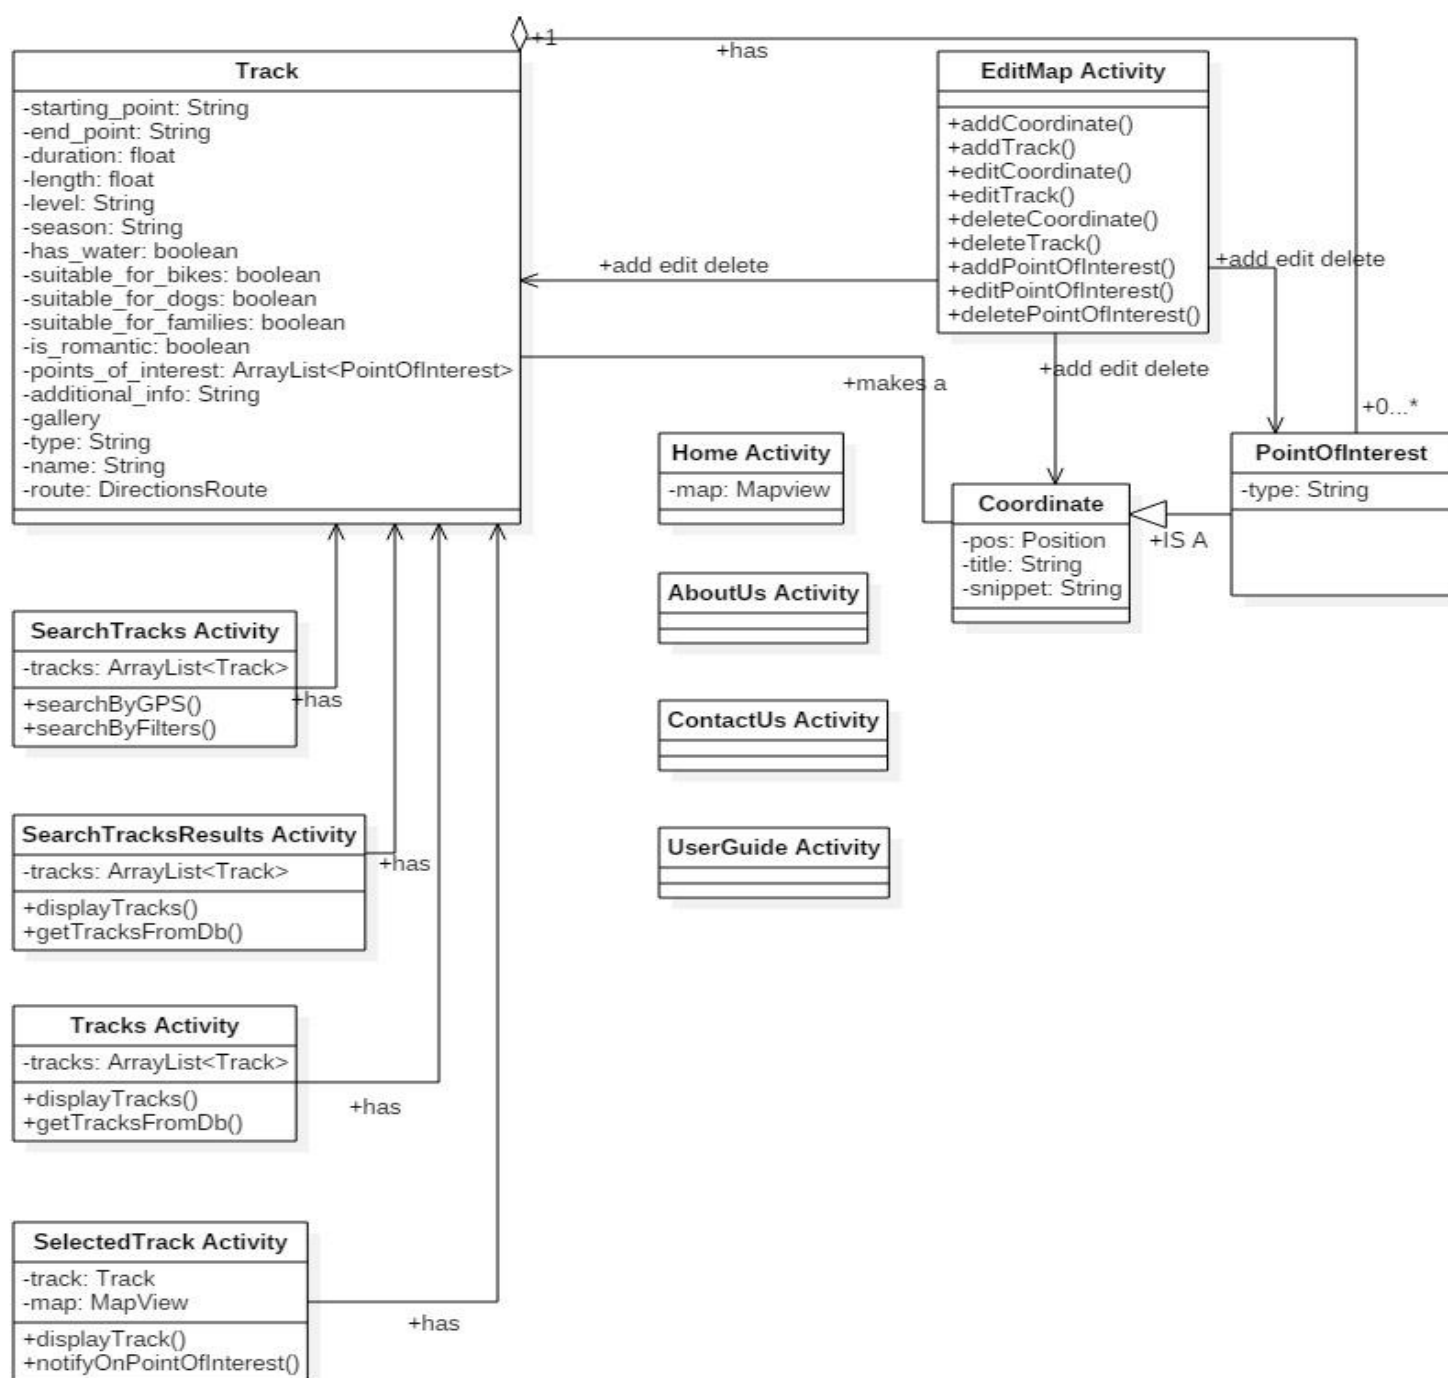 +1
+has
Track
-starting_point: String
-end_point: String
-duration: float
-length: float
-level: String
-season: String
-has_water: boolean
-suitable_for_bikes: boolean
-suitable_for_dogs: boolean
-suitable_for_families: boolean
-is_romantic: boolean
-points_of_interest: ArrayList<PointOfInterest>
-additional_info: String
-gallery
-type: String
-name: String
-route: DirectionsRoute
EditMap Activity
+addCoordinate()
+addTrack()
+editCoordinate()
+editTrack()
+deleteCoordinate()
+deleteTrack()
+addPointOfInterest()
+editPointOfInterest()
+deletePointOfInterest()
+add edit delete
+add edit delete
+add edit delete
+makes a
+0...*
Home Activity
-map: Mapview
Coordinate
-pos: Position
-title: String
-snippet: String
+IS A
PointOfInterest
-type: String
AboutUs Activity
ContactUs Activity
UserGuide Activity
SearchTracks Activity
-tracks: ArrayList<Track>
+searchByGPS()
+searchByFilters()
+has
SearchTracksResults Activity
-tracks: ArrayList<Track>
+displayTracks()
+getTracksFromDb()
+has
Tracks Activity
-tracks: ArrayList<Track>
+displayTracks()
+getTracksFromDb()
+has
SelectedTrack Activity
-track: Track
-map: MapView
+displayTrack()
+notifyOnPointOfInterest()
+has